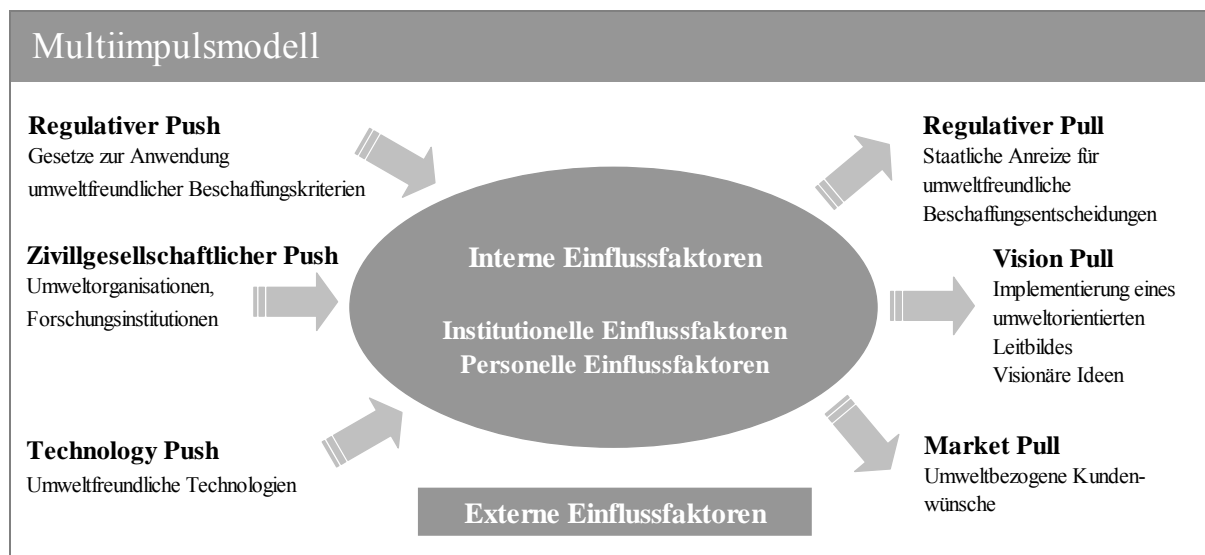 Multiimpulsmodell
Regulativer Push
Gesetze zur Anwendung
umweltfreundlicher Beschaffungskriterien
Zivillgesellschaftlicher Push
Umweltorganisationen,
Forschungsinstitutionen
Technology Push
Umweltfreundliche Technologien
Interne Einflussfaktoren
Institutionelle Einflussfaktoren
Personelle Einflussfaktoren
Externe Einflussfaktoren
Regulativer Pull
Staatliche Anreize für
umweltfreundliche
Beschaffungsentscheidungen
Vision Pull
Implementierung eines
umweltorientierten
Leitbildes
Visionäre Ideen
Market Pull
Umweltbezogene Kunden-
wünsche